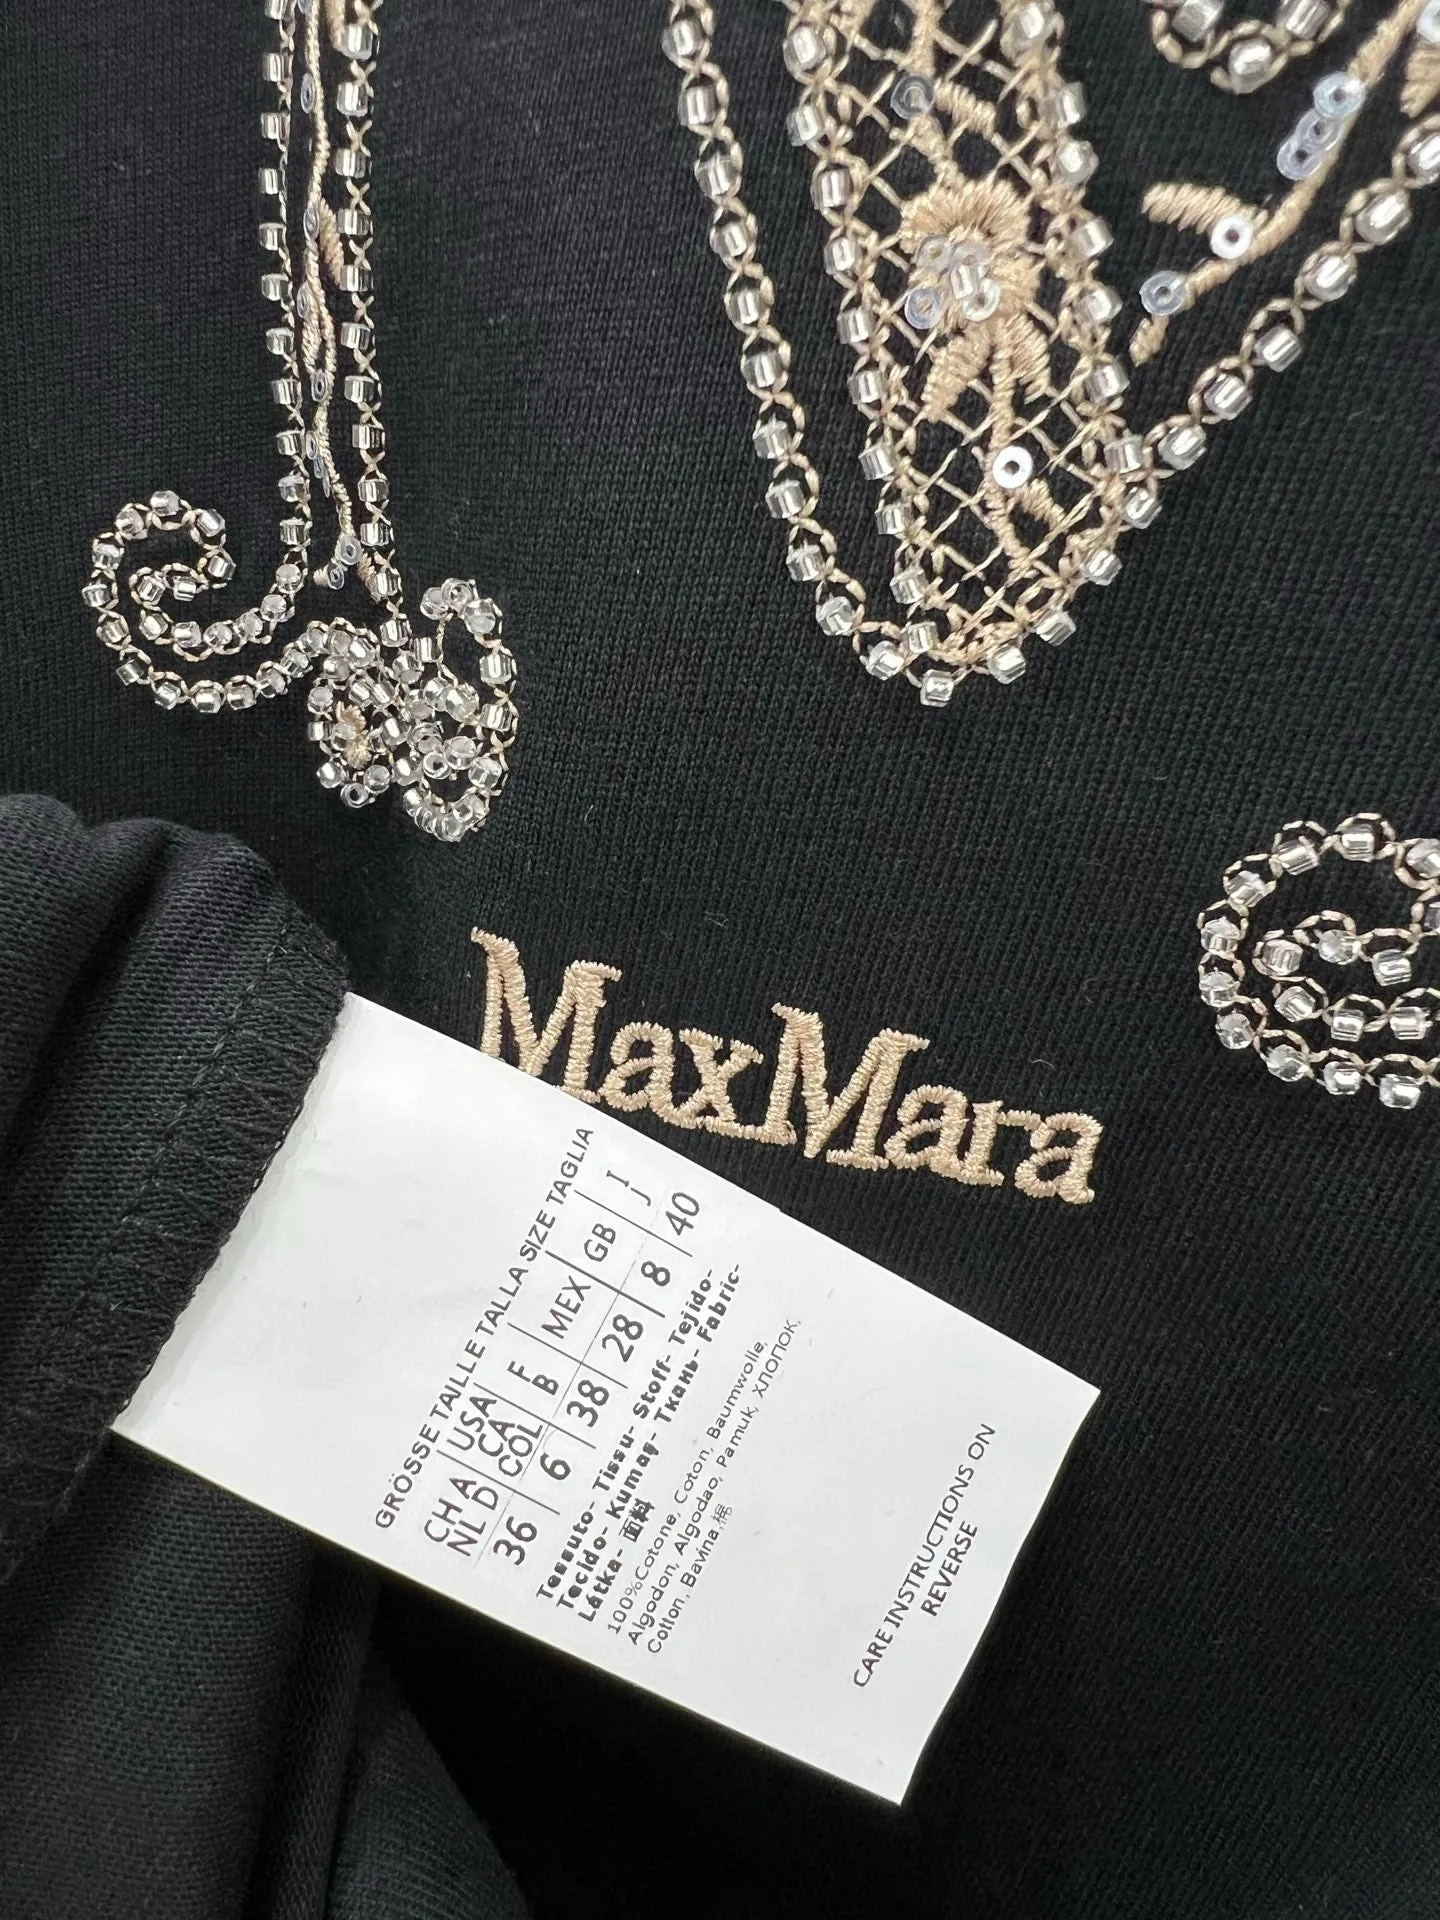 MaxMara
GRÖSSE TAILLE TALLA SIZE TAGLIA
CH A USA F MEX GB I
NL D CA B J
COL
36 6 38 28 8 40
Tessuto- Tissu- Stoff- Tejido-
Tecido- Kumaş- Ткань- Fabric-
Látka- 面料
100%Cotone, Coton, Baumwolle,
Algodon, Algodao, Pamuk, ХЛОПОК,
Cotton, Bavlna,棉
CARE INSTRUCTIONS ON
REVERSE